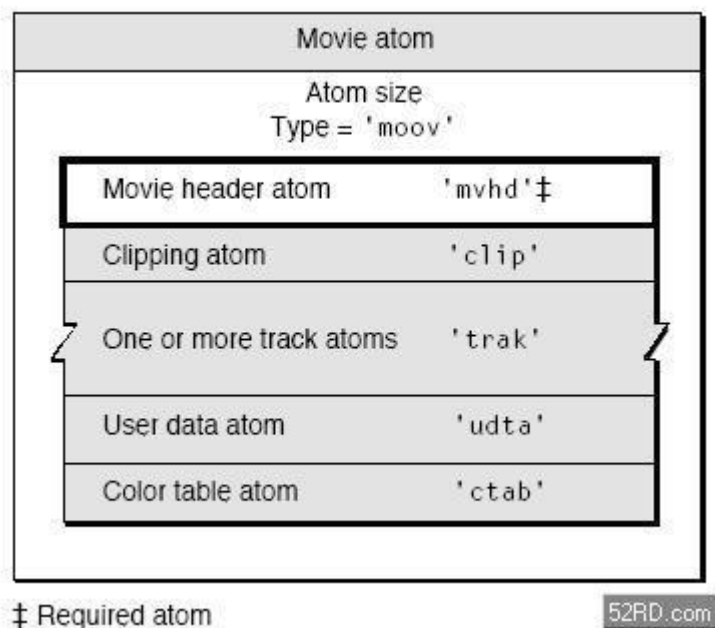 Movie atom
Atom size
Type = 'moov'
Movie header atom 'mvhd'‡
Clipping atom 'clip'
One or more track atoms 'trak'
User data atom 'udta'
Color table atom 'ctab'
‡ Required atom
52RD.com